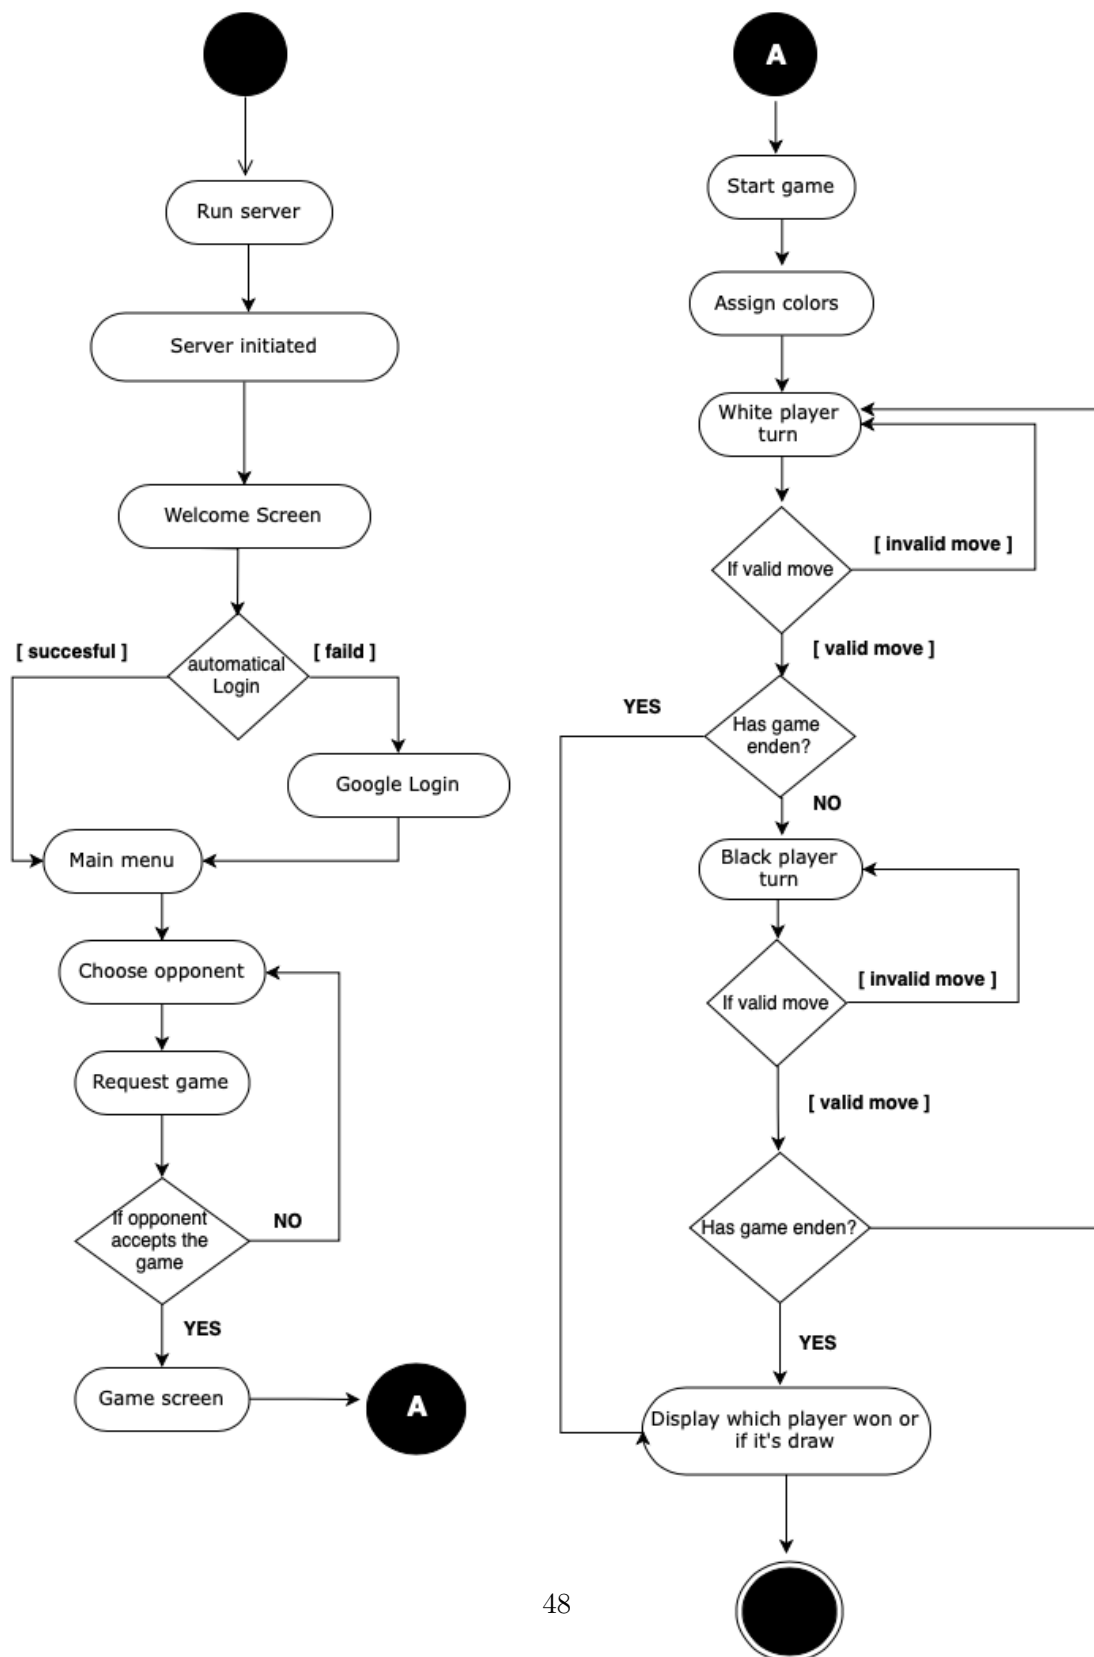 Run server
Server initiated
Welcome Screen
[ succesful ]
automatical
Login
[ faild ]
Google Login
Main menu
Choose opponent
Request game
If opponent
accepts the
game
NO
YES
Game screen
A
A
Start game
Assign colors
White player
turn
If valid move
[ invalid move ]
[ valid move ]
YES
Has game
enden?
NO
Black player
turn
If valid move
[ invalid move ]
[ valid move ]
Has game enden?
YES
Display which player won or
if it's draw
48